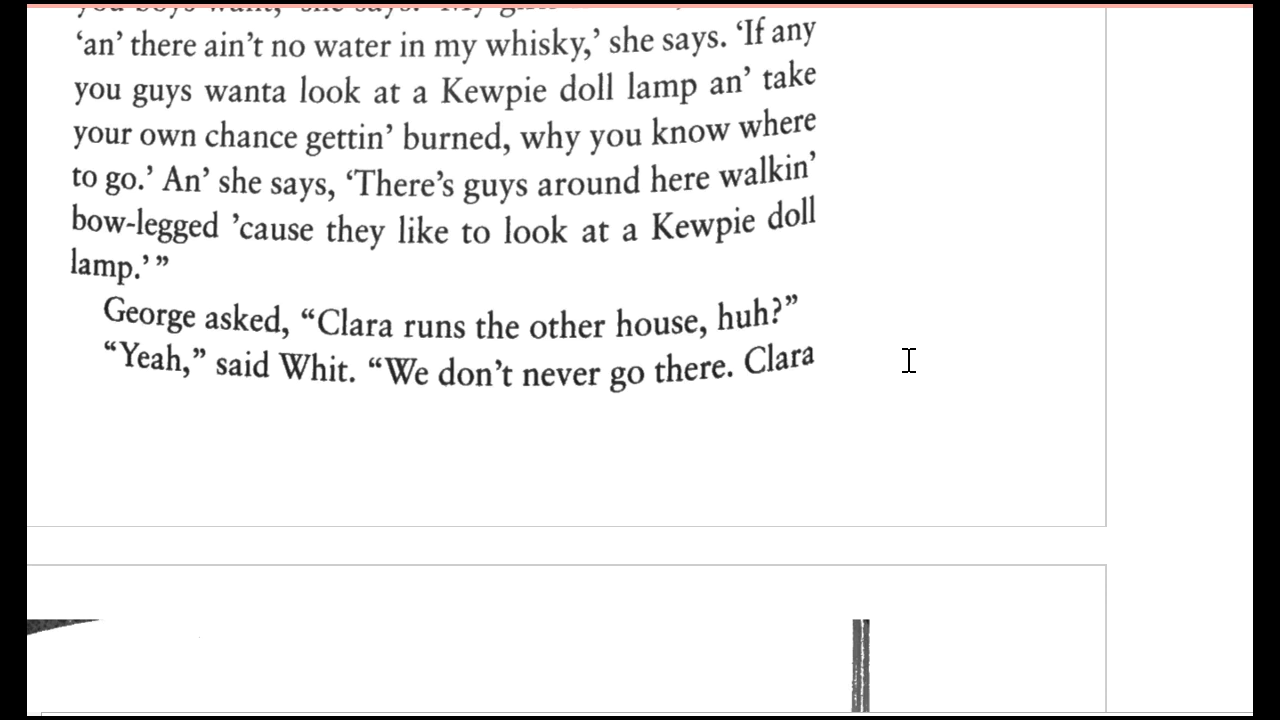 ‘an’ there ain’t no water in my whisky,’ she says. ‘If any
you guys wanta look at a Kewpie doll lamp an’ take
your own chance gettin’ burned, why you know where
to go.’ An’ she says, ‘There’s guys around here walkin’
bow-legged ’cause they like to look at a Kewpie doll
lamp.’ ”
George asked, “Clara runs the other house, huh?”
“Yeah,” said Whit. “We don’t never go there. Clara